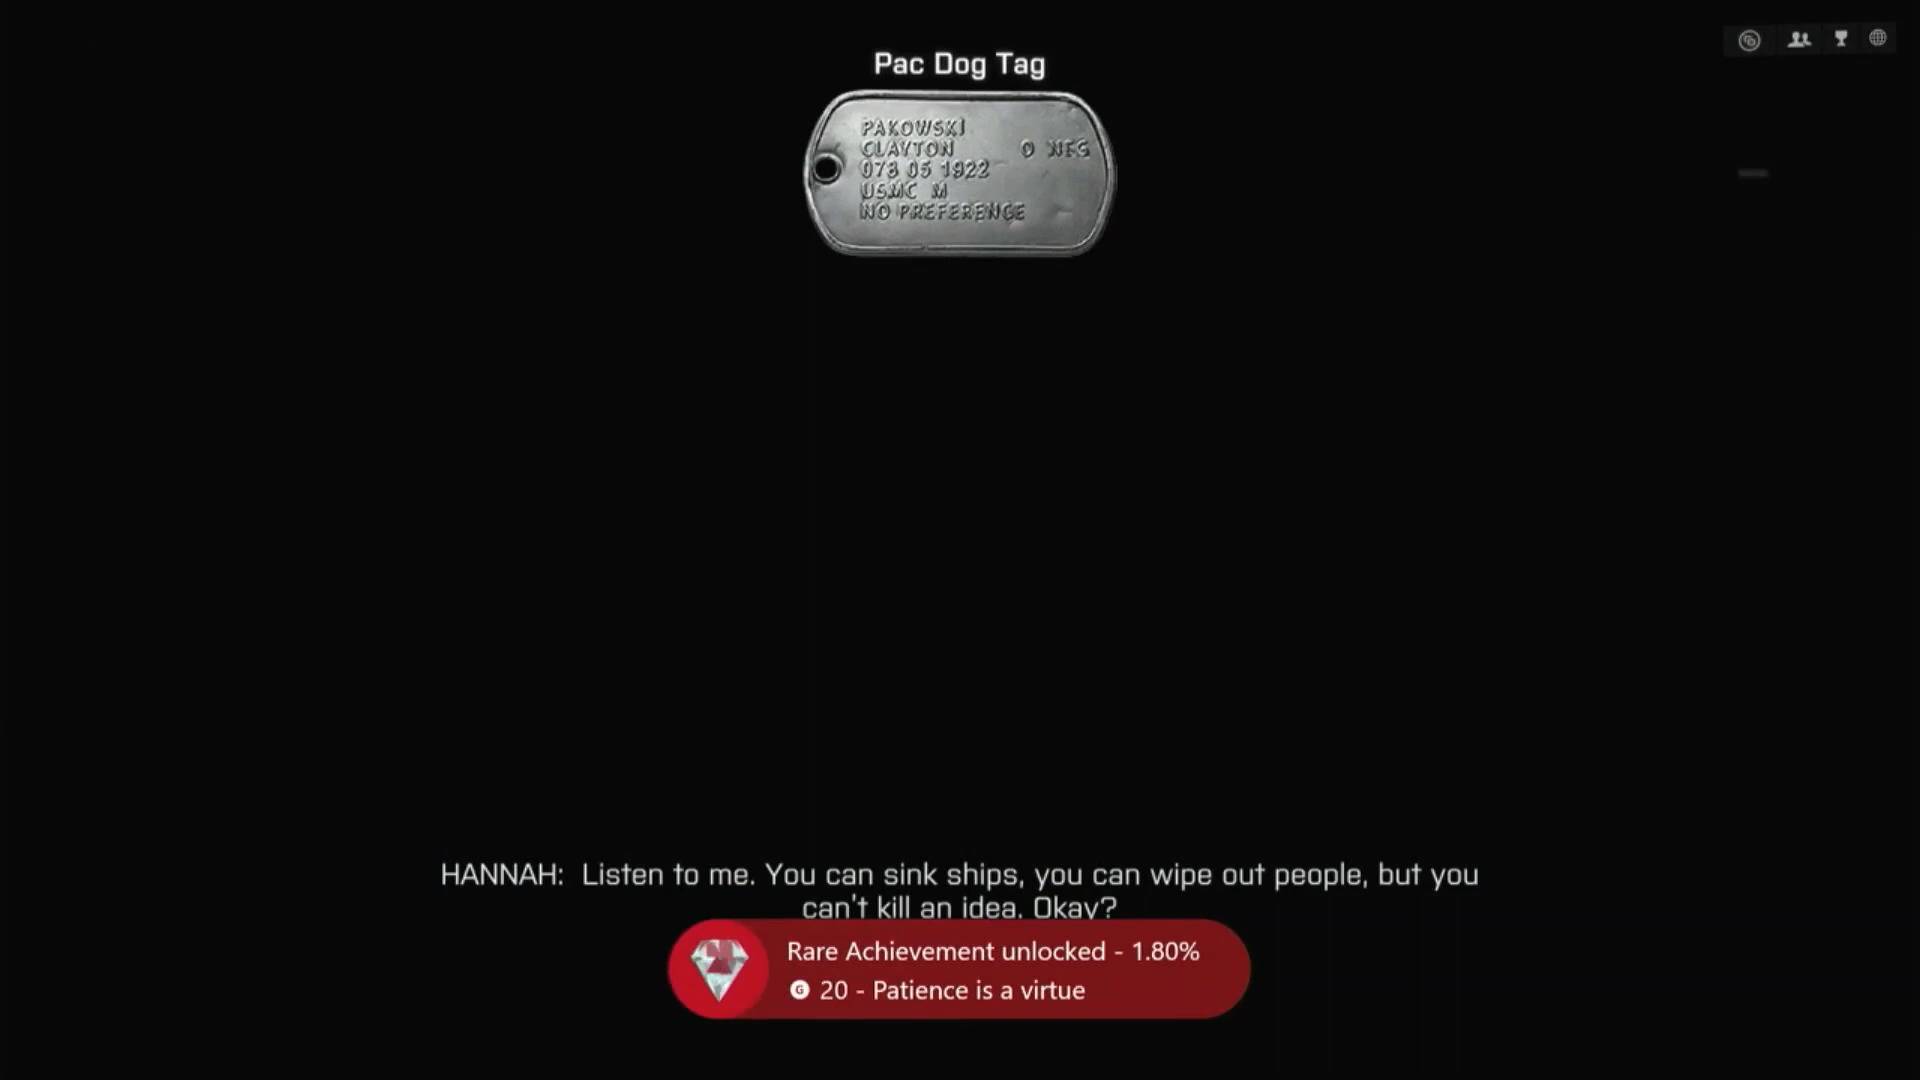 Pac Dog Tag
PAKOWSKI
CLAYTON O NEG
073 05 1922
USMC M
NO PREFERENCE
HANNAH: Listen to me. You can sink ships, you can wipe out people, but you
can't kill an idea. Okay?
Rare Achievement unlocked - 1.80%
G 20 - Patience is a virtue